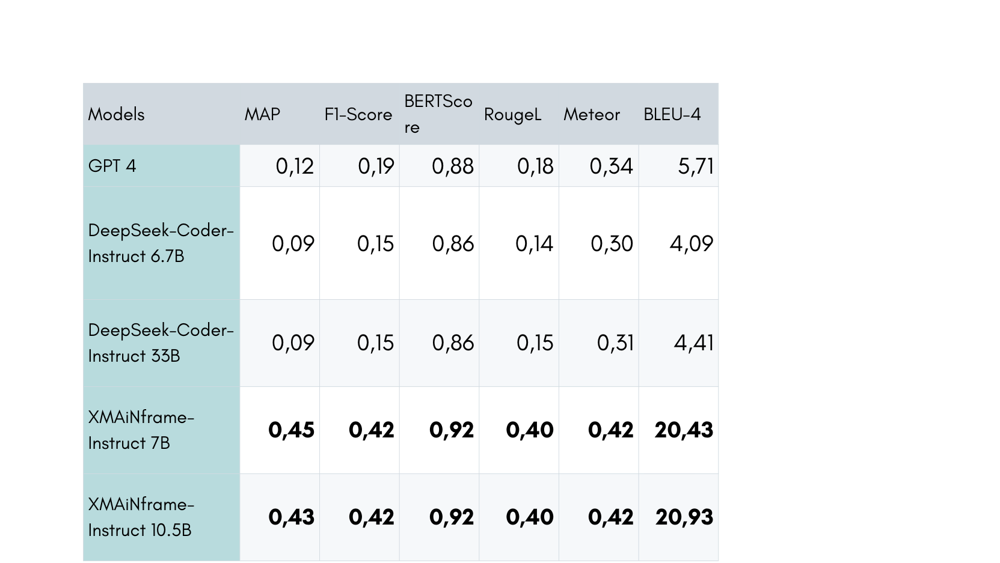 Models MAP F1-Score BERTSco
re RougeL Meteor BLEU-4
GPT 4 0,12 0,19 0,88 0,18 0,34 5,71
DeepSeek-Coder-
Instruct 6.7B 0,09 0,15 0,86 0,14 0,30 4,09
DeepSeek-Coder-
Instruct 33B 0,09 0,15 0,86 0,15 0,31 4,41
XMAiNframe-
Instruct 7B 0,45 0,42 0,92 0,40 0,42 20,43
XMAiNframe-
Instruct 10.5B 0,43 0,42 0,92 0,40 0,42 20,93